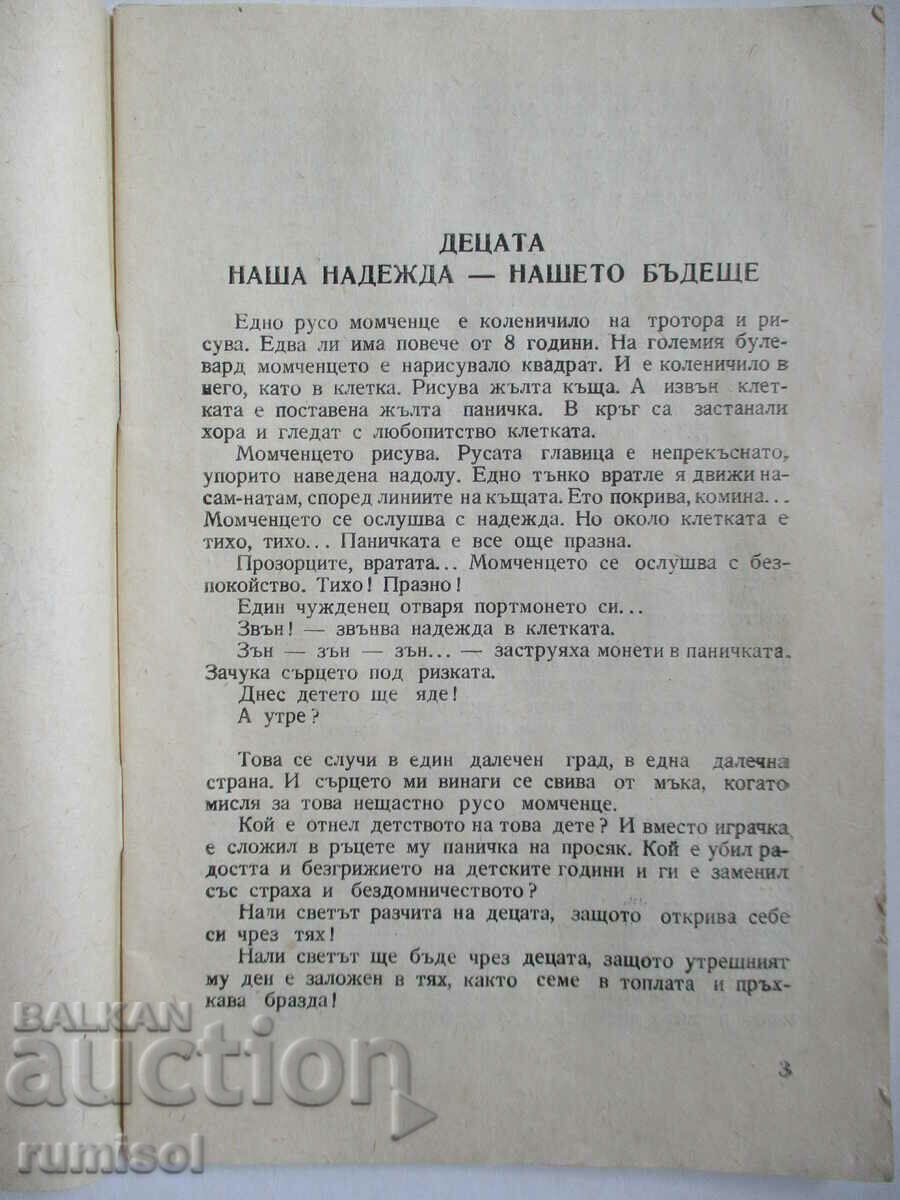 ДЕЦАТА
НАША НАДЕЖДА — НАШЕТО БЪДЕЩЕ
Едно русо момченце е коленичило на тротора и ри-
сува. Едва ли има повече от 8 години. На големия буле-
вард момченцето е нарисувало квадрат. И е коленичило в
него, като в клетка. Рисува жълта къща. А извън клет-
ката е поставена жълта паничка. В кръг са застанали
хора и гледат с любопитство клетката.
Момченцето рисува. Русата главица е непрекъснато,
упорито наведена надолу. Едно тънко вратле я движи на-
сам-натам, според линиите на къщата. Ето покрива, комина...
Момченцето се ослушва с надежда. Но около клетката е
тихо, тихо... Паничката е все още празна.
Прозорците, вратата... Момченцето се ослушва с без-
покойство. Тихо! Празно!
Един чужденец отваря портмонето си...
Звън! — звънва надежда в клетката.
Зън — зън — зън... — заструяха монети в паничката.
Зачука сърцето под ризката.
Днес детето ще яде!
А утре?
Това се случи в един далечен град, в една далечна
страна. И сърцето ми винаги се свива от мъка, когато
мисля за това нещастно русо момченце.
Кой е отнел детството на това дете? И вместо играчка
е сложил в ръцете му паничка на просяк. Кой е убил ра-
достта и безгрижието на детските години и ги е заменил
със страха и бездомничеството?
Нали светът разчита на децата, защото открива себе
си чрез тях!
Нали светът ще бъде чрез децата, защото утрешният
му ден е заложен в тях, както семе в топлата и пръх-
кава бразда!
BALKAN
auction
3
rumisol